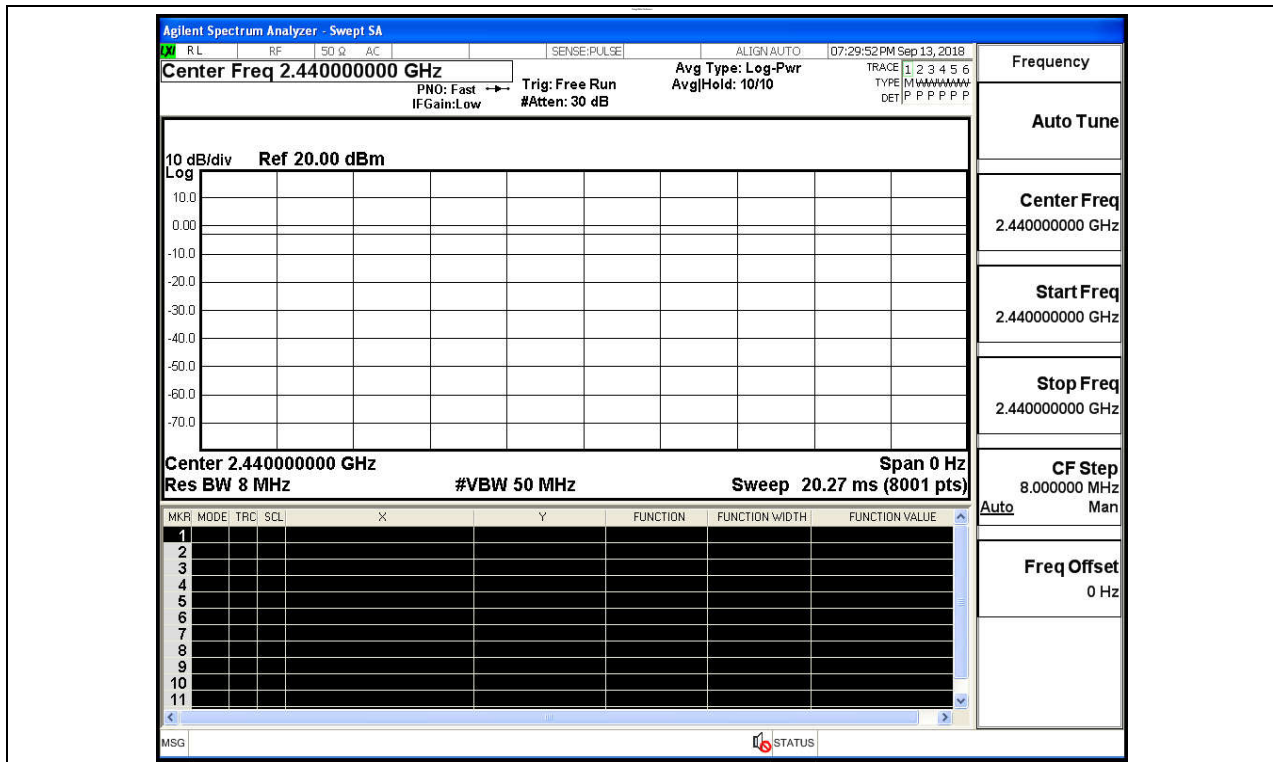 Agilent Spectrum Analyzer - Swept SA
LXI RL RF 50 Ω AC SENSE:PULSE ALIGN AUTO 07:29:52 PM Sep 13, 2018
Center Freq 2.440000000 GHz
PNO: Fast
IFGain:Low
Trig: Free Run
#Atten: 30 dB
Avg Type: Log-Pwr
Avg|Hold: 10/10
TRACE 1 2 3 4 5 6
TYPE M WWWWW
DET P P P P P P
10 dB/div Ref 20.00 dBm
Log
10.0
0.00
-10.0
-20.0
-30.0
-40.0
-50.0
-60.0
-70.0
Center 2.440000000 GHz Span 0 Hz
Res BW 8 MHz #VBW 50 MHz Sweep 20.27 ms (8001 pts)
MKR MODE TRC SCL X Y FUNCTION FUNCTION WIDTH FUNCTION VALUE
1
2
3
4
5
6
7
8
9
10
11
MSG STATUS
Frequency
Auto Tune
Center Freq
2.440000000 GHz
Start Freq
2.440000000 GHz
Stop Freq
2.440000000 GHz
CF Step
8.000000 MHz
Auto Man
Freq Offset
0 Hz